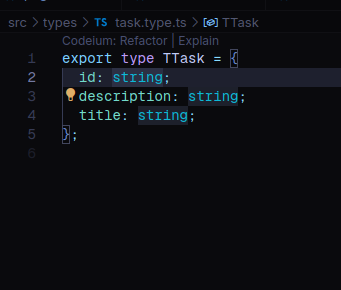 src > types > TS task.type.ts > TTask
Codeium: Refactor | Explain
1 export type TTask = {
2 id: string;
3 description: string;
4 title: string;
5 };
6